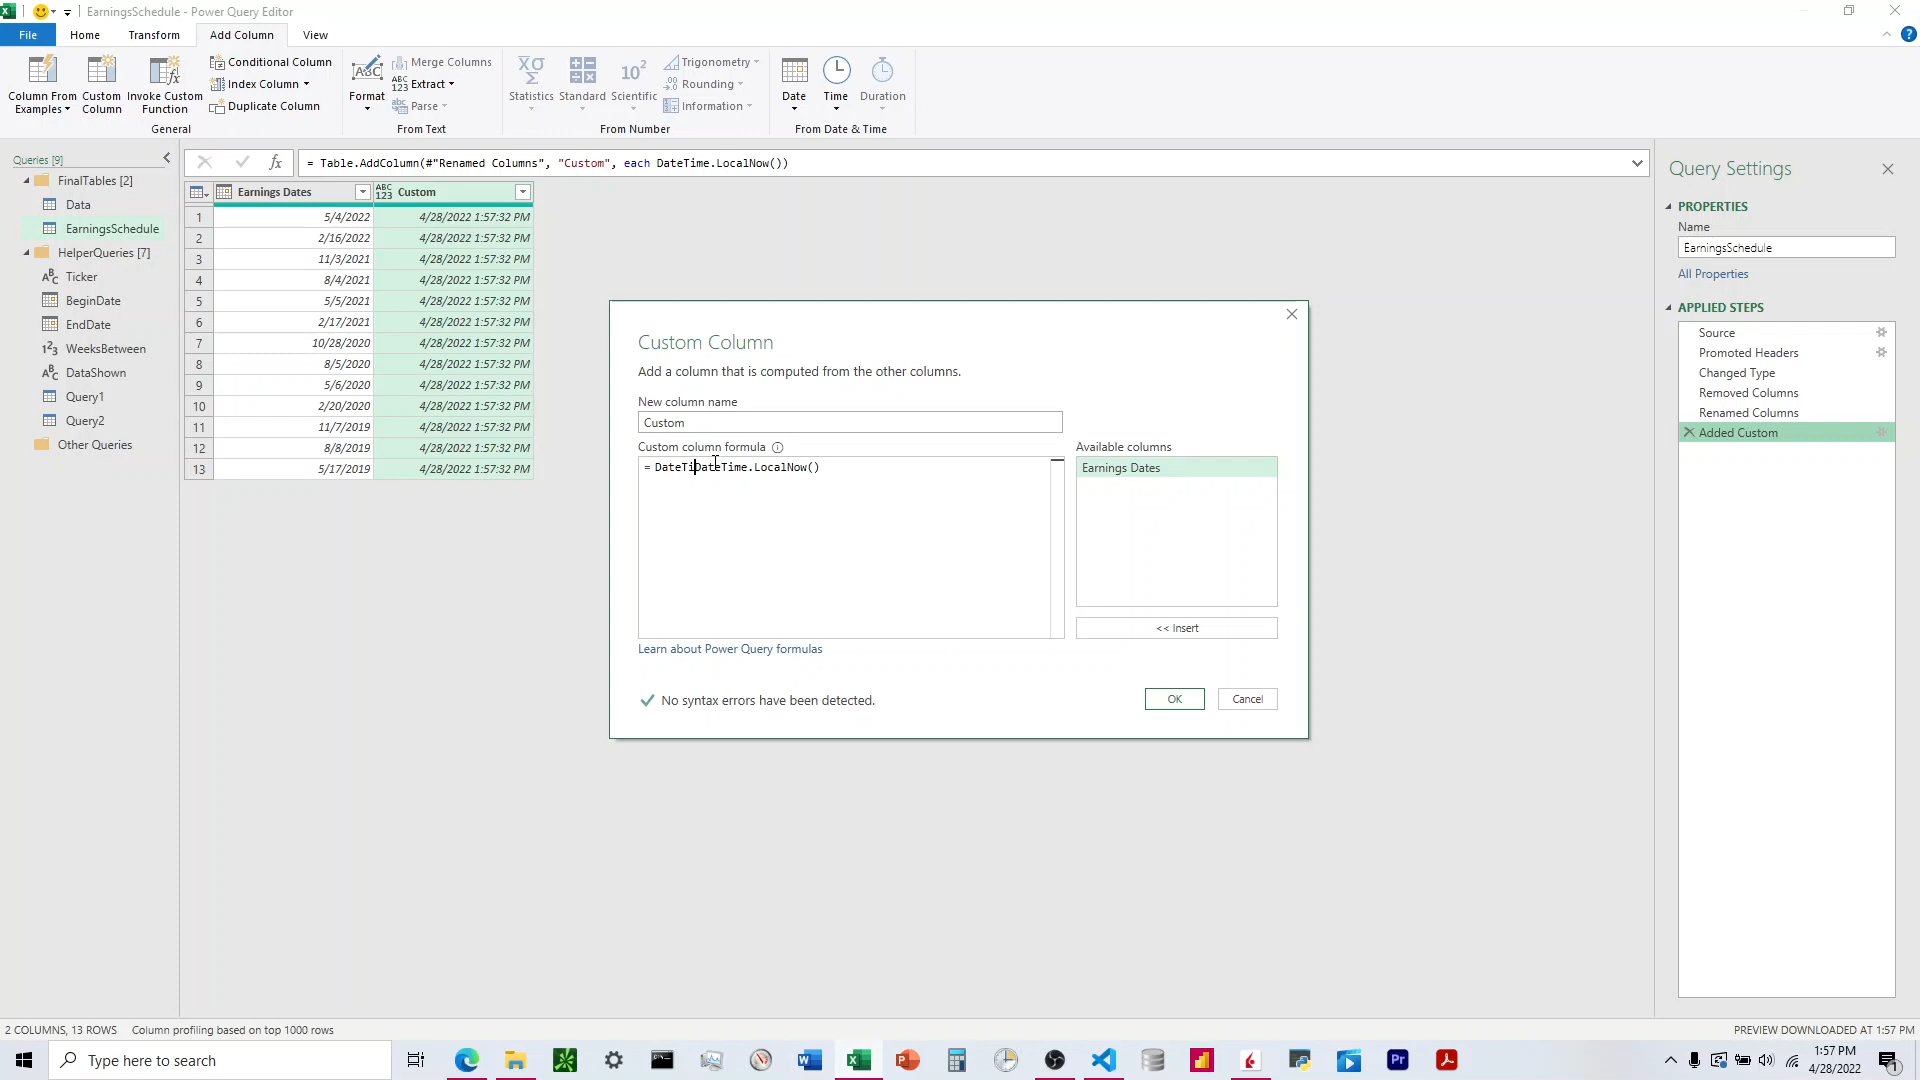 EarningsSchedule - Power Query Editor
File Home Transform Add Column View
Column From Examples
Custom Column
Invoke Custom Function
Conditional Column
Index Column
Duplicate Column
General
Format
Merge Columns
ABC 123 Extract
Parse
From Text
Statistics
Standard
10² Scientific
Trigonometry
Rounding
Information
From Number
Date
Time
Duration
From Date & Time
Queries [9]
FinalTables [2]
Data
EarningsSchedule
HelperQueries [7]
Ticker
BeginDate
EndDate
WeeksBetween
DataShown
Query1
Query2
Other Queries
fx = Table.AddColumn(#"Renamed Columns", "Custom", each DateTime.LocalNow())
Earnings Dates ABC 123 Custom
1 5/4/2022 4/28/2022 1:57:32 PM
2 2/16/2022 4/28/2022 1:57:32 PM
3 11/3/2021 4/28/2022 1:57:32 PM
4 8/4/2021 4/28/2022 1:57:32 PM
5 5/5/2021 4/28/2022 1:57:32 PM
6 2/17/2021 4/28/2022 1:57:32 PM
7 10/28/2020 4/28/2022 1:57:32 PM
8 8/5/2020 4/28/2022 1:57:32 PM
9 5/6/2020 4/28/2022 1:57:32 PM
10 2/20/2020 4/28/2022 1:57:32 PM
11 11/7/2019 4/28/2022 1:57:32 PM
12 8/8/2019 4/28/2022 1:57:32 PM
13 5/17/2019 4/28/2022 1:57:32 PM
Custom Column
Add a column that is computed from the other columns.
New column name
Custom
Custom column formula
= DateTiDateTime.LocalNow()
Available columns
Earnings Dates
<< Insert
Learn about Power Query formulas
No syntax errors have been detected.
OK Cancel
Query Settings
PROPERTIES
Name
EarningsSchedule
All Properties
APPLIED STEPS
Source
Promoted Headers
Changed Type
Removed Columns
Renamed Columns
Added Custom
2 COLUMNS, 13 ROWS Column profiling based on top 1000 rows
PREVIEW DOWNLOADED AT 1:57 PM
Type here to search
1:57 PM
4/28/2022